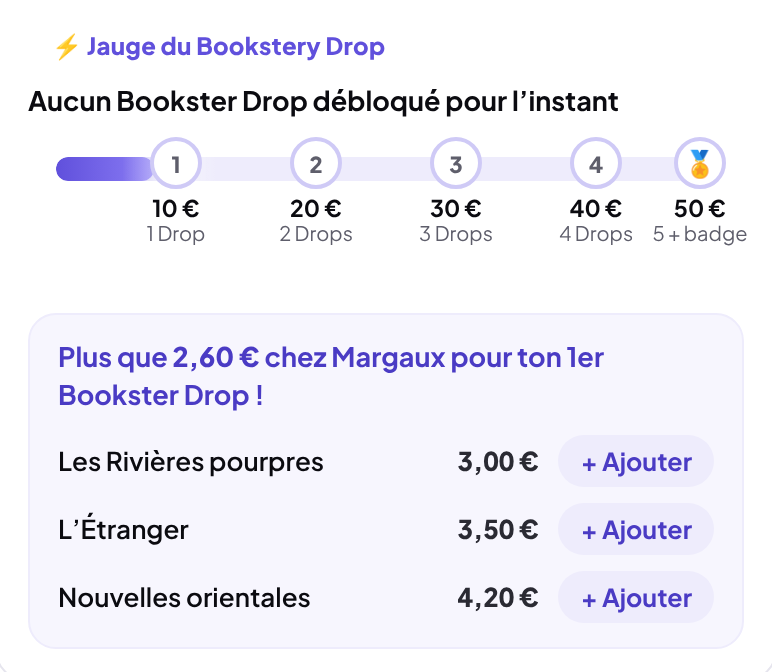 ⚡ Jauge du Bookstery Drop
Aucun Bookster Drop débloqué pour l’instant
1 2 3 4 🏅
10 € 20 € 30 € 40 € 50 €
1 Drop 2 Drops 3 Drops 4 Drops 5 + badge
Plus que 2,60 € chez Margaux pour ton 1er
Bookster Drop !
Les Rivières pourpres 3,00 € + Ajouter
L’Étranger 3,50 € + Ajouter
Nouvelles orientales 4,20 € + Ajouter